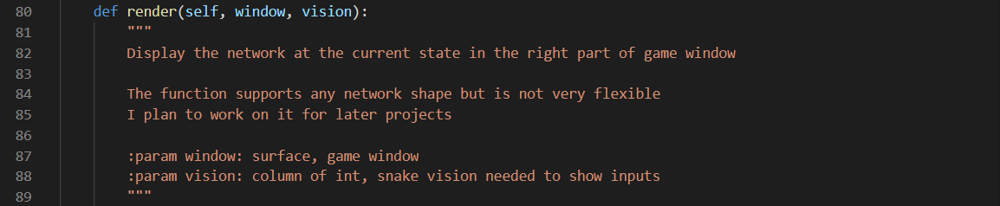 80 def render(self, window, vision):
81 """
82 Display the network at the current state in the right part of game window
83
84 The function supports any network shape but is not very flexible
85 I plan to work on it for later projects
86
87 :param window: surface, game window
88 :param vision: column of int, snake vision needed to show inputs
89 """